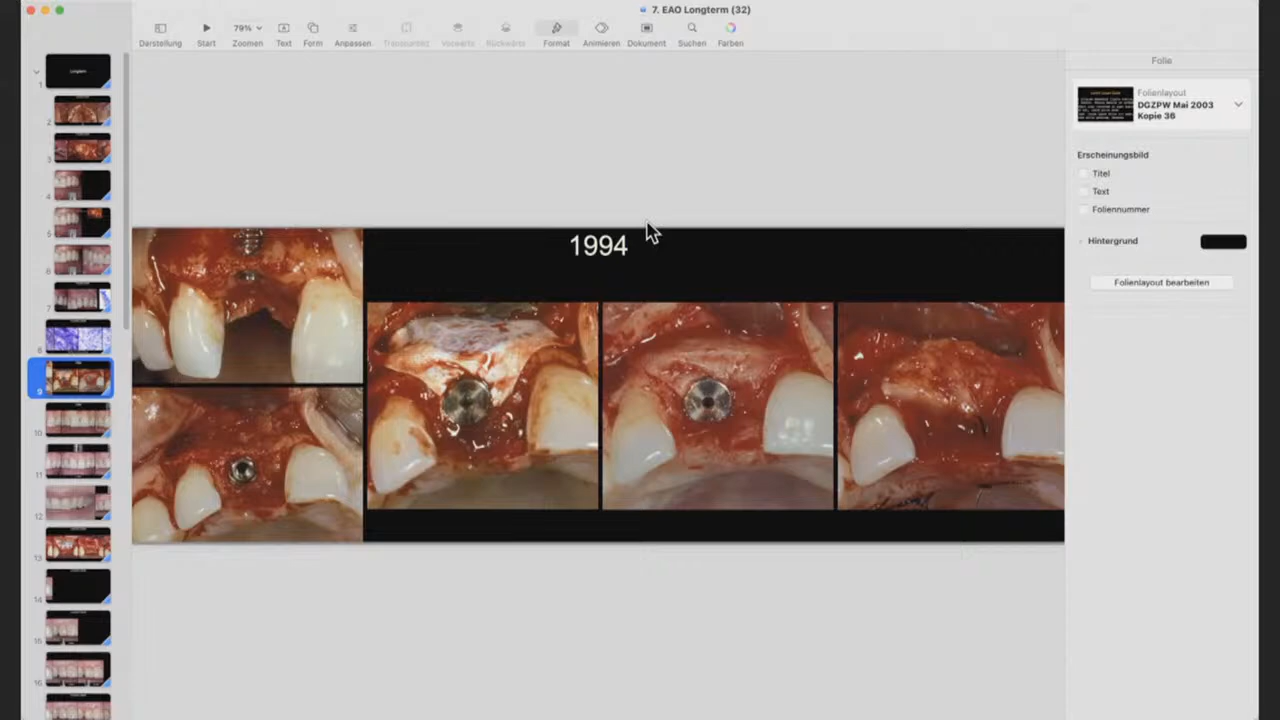 7. EAO Longterm (32)
79%
Darstellung
Start
Zoomen
Text
Form
Anpassen
Transparenz
Vorwärts
Rückwärts
Format
Animieren
Dokument
Suchen
Farben
1
2
3
4
5
6
7
8
9
10
11
12
13
14
15
16
1994
Folie
Folienlayout
DGZPW Mai 2003
Kopie 36
Erscheinungsbild
Titel
Text
Foliennummer
Hintergrund
Folienlayout bearbeiten